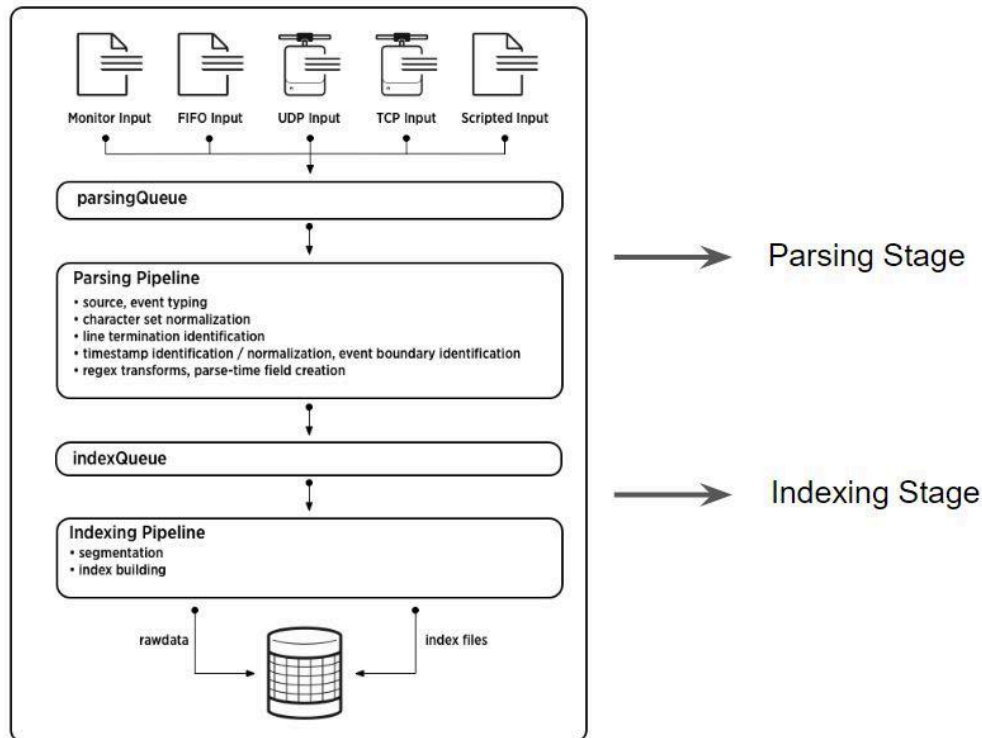 Monitor Input FIFO Input UDP Input TCP Input Scripted Input
parsingQueue
Parsing Pipeline
• source, event typing
• character set normalization
• line termination identification
• timestamp identification / normalization, event boundary identification
• regex transforms, parse-time field creation
Parsing Stage
indexQueue
Indexing Stage
Indexing Pipeline
• segmentation
• index building
rawdata index files